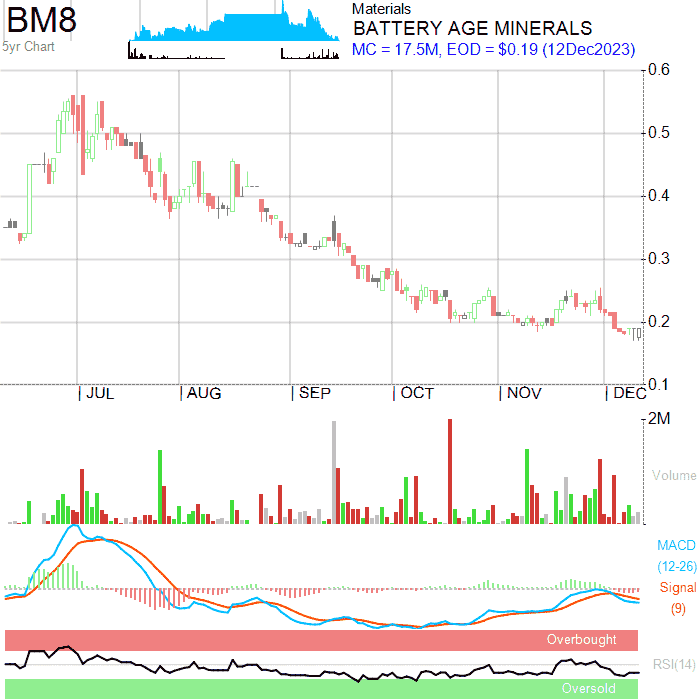 BM8
5yr Chart
Materials
BATTERY AGE MINERALS
MC = 17.5M, EOD = $0.19 (12Dec2023)
0.6
0.5
0.4
0.3
0.2
0.1
JUL AUG SEP OCT NOV DEC
2M
Volume
MACD
(12-26)
Signal
(9)
Overbought
RSI(14)
Oversold